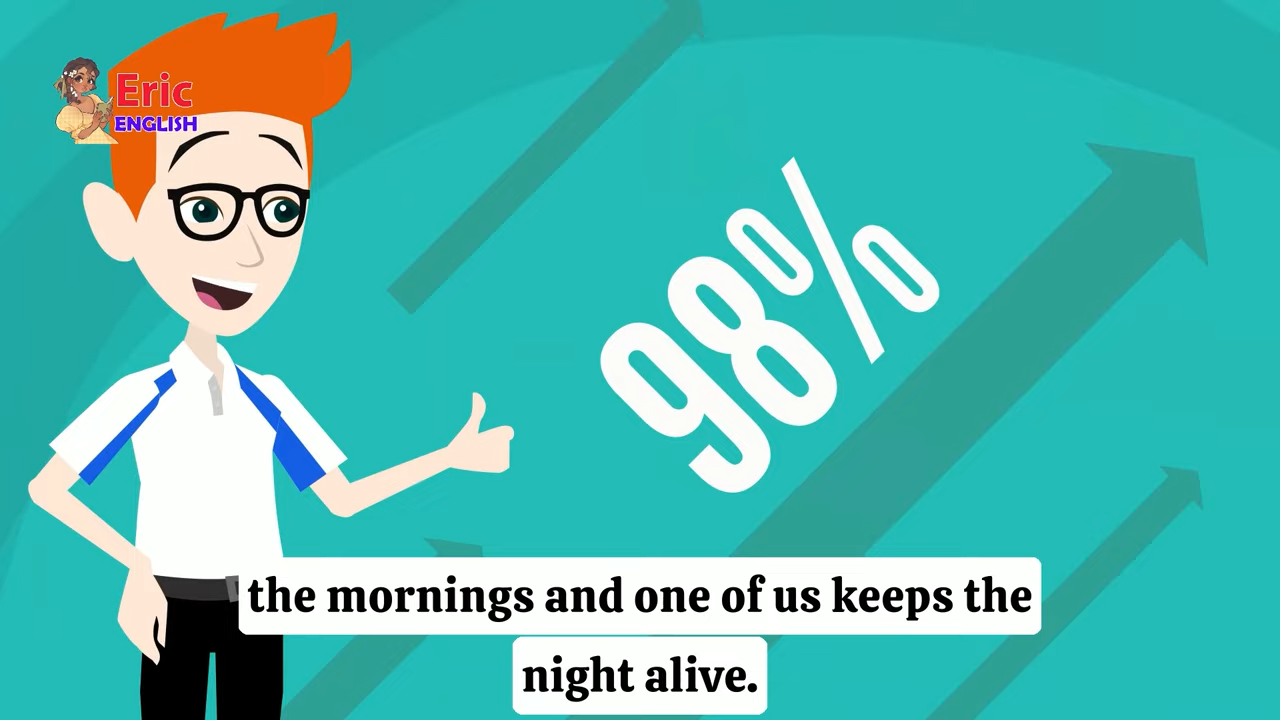 Eric
ENGLISH
98%
the mornings and one of us keeps the
night alive.